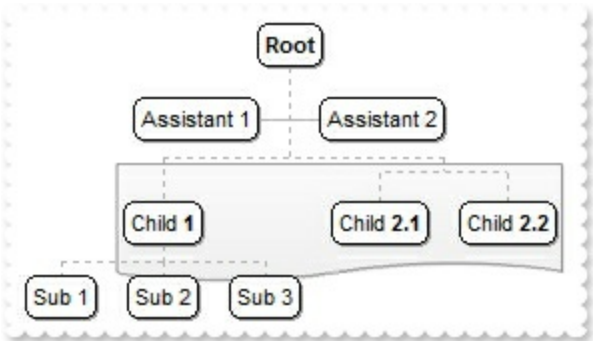 Root
Assistant 1 Assistant 2
Child 1 Child 2.1 Child 2.2
Sub 1 Sub 2 Sub 3